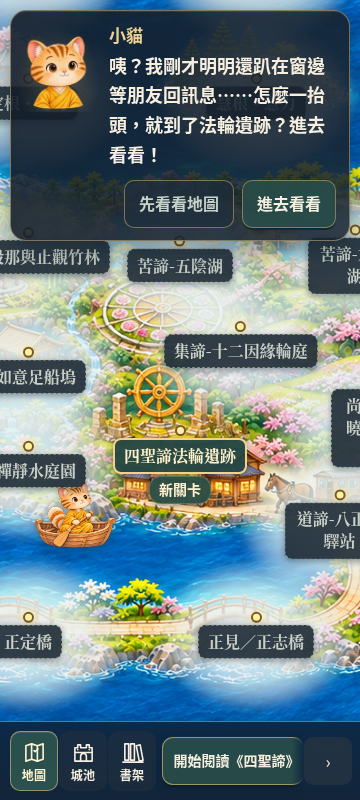 小貓
咦？我剛才明明還趴在窗邊
等朋友回訊息⋯⋯怎麼一抬
頭，就到了法輪遺跡？進去
看看！
先看看地圖
進去看看
般那與止觀竹林
苦諦-五陰湖
苦諦-
湖
集諦-十二因緣輪庭
如意足船塢
尚
曉
四聖諦法輪遺跡
新關卡
禪靜水庭園
道諦-八正
驛站
正定橋
正見／正志橋
地圖
城池
書架
開始閱讀《四聖諦》
›